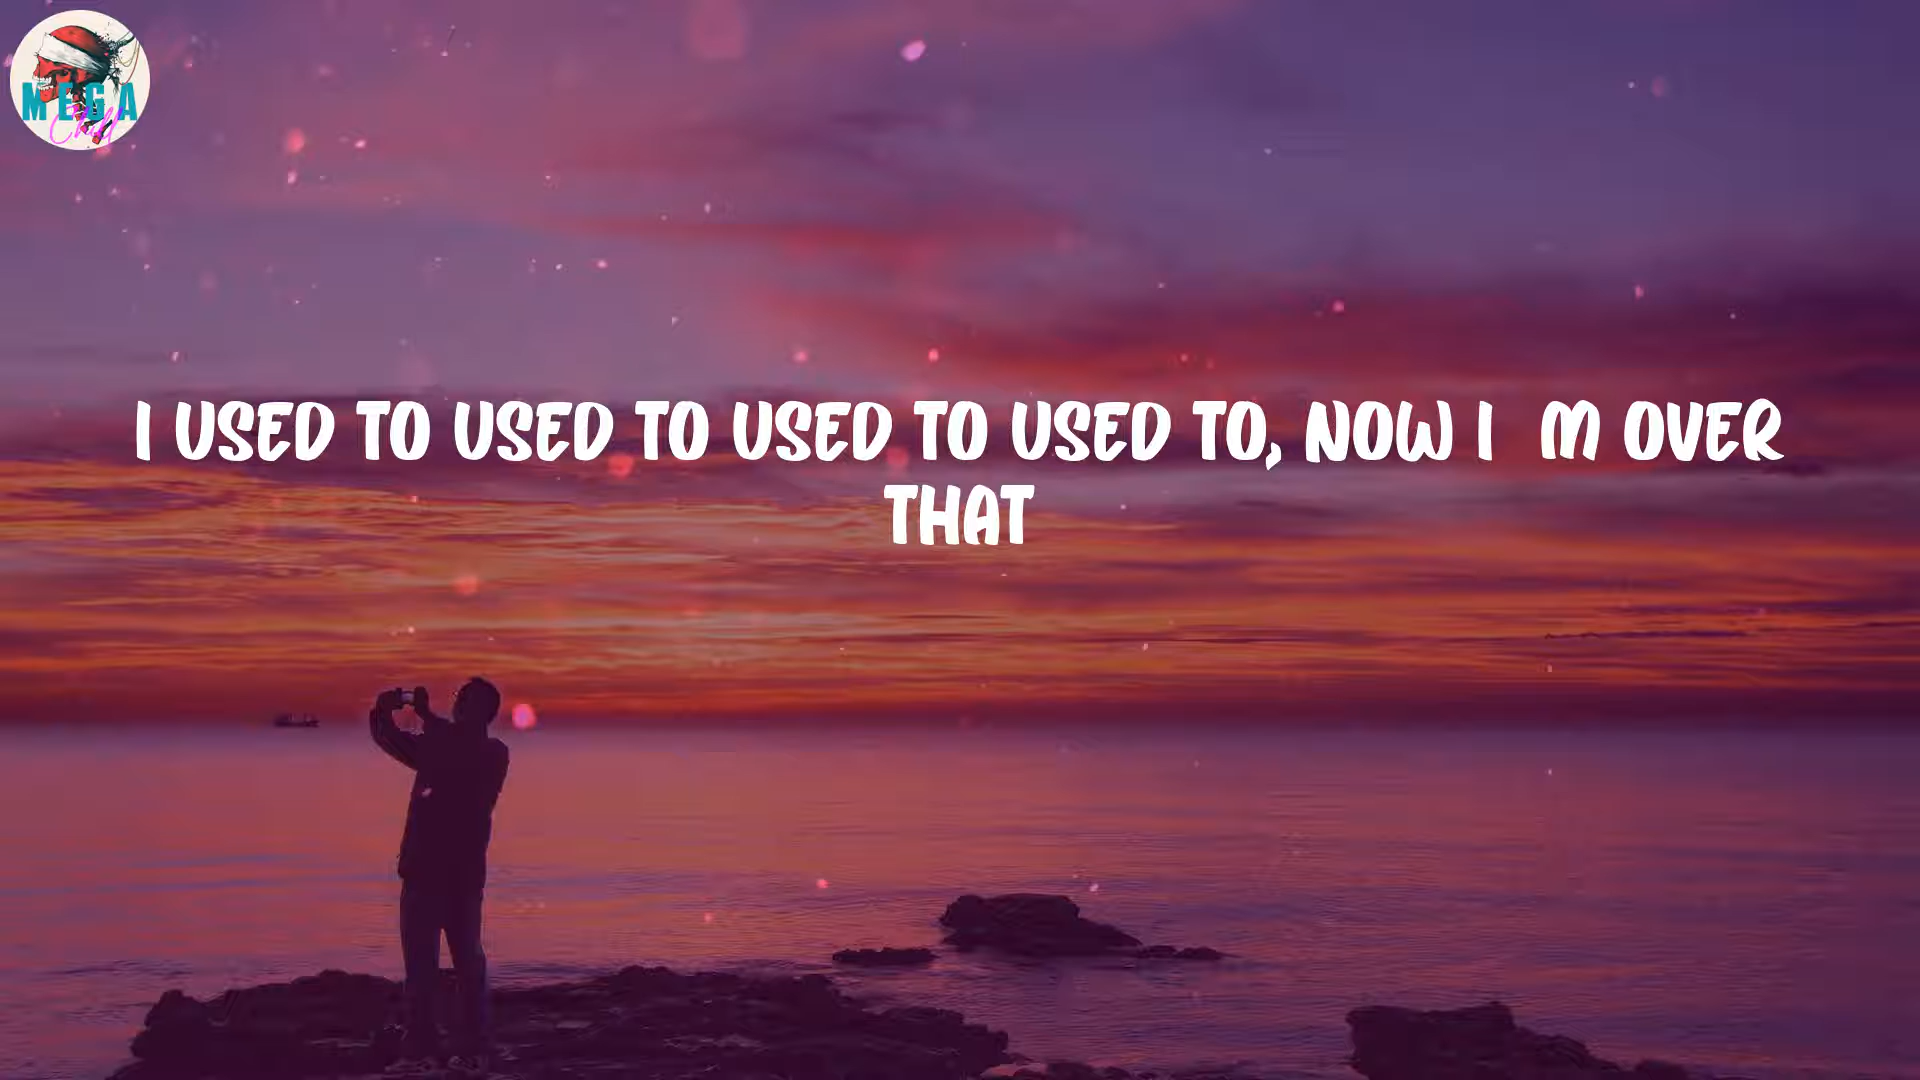 MEGA
Chill
I USED TO USED TO USED TO USED TO, NOW I M OVER
THAT